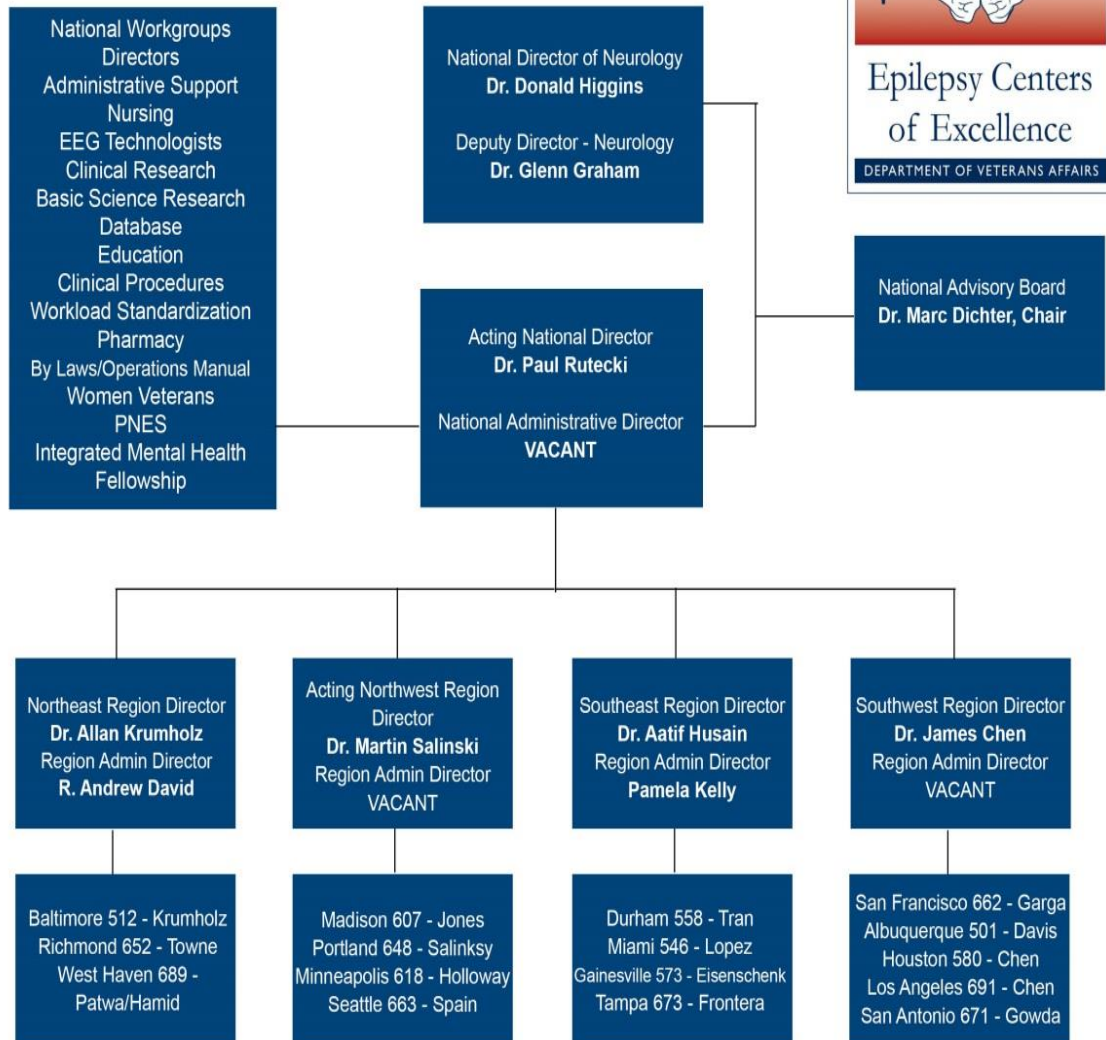 National Workgroups
Directors
Administrative Support
Nursing
EEG Technologists
Clinical Research
Basic Science Research
Database
Education
Clinical Procedures
Workload Standardization
Pharmacy
By Laws/Operations Manual
Women Veterans
PNES
Integrated Mental Health
Fellowship
National Director of Neurology
Dr. Donald Higgins
Deputy Director - Neurology
Dr. Glenn Graham
Epilepsy Centers
of Excellence
DEPARTMENT OF VETERANS AFFAIRS
National Advisory Board
Dr. Marc Dichter, Chair
Acting National Director
Dr. Paul Rutecki
National Administrative Director
VACANT
Northeast Region Director
Dr. Allan Krumholz
Region Admin Director
R. Andrew David
Acting Northwest Region
Director
Dr. Martin Salinski
Region Admin Director
VACANT
Southeast Region Director
Dr. Aatif Husain
Region Admin Director
Pamela Kelly
Southwest Region Director
Dr. James Chen
Region Admin Director
VACANT
Baltimore 512 - Krumholz
Richmond 652 - Towne
West Haven 689 -
Patwa/Hamid
Madison 607 - Jones
Portland 648 - Salinksy
Minneapolis 618 - Holloway
Seattle 663 - Spain
Durham 558 - Tran
Miami 546 - Lopez
Gainesville 573 - Eisenschenk
Tampa 673 - Frontera
San Francisco 662 - Garga
Albuquerque 501 - Davis
Houston 580 - Chen
Los Angeles 691 - Chen
San Antonio 671 - Gowda